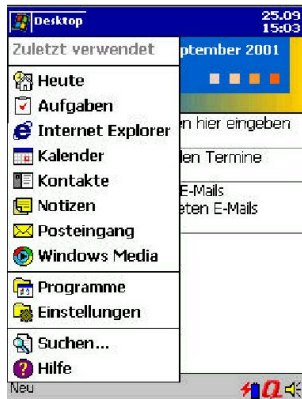 Desktop
25.09
15:03
Zuletzt verwendet
ptember 2001
Heute
Aufgaben
Internet Explorer
n hier eingeben
Kalender
len Termine
Kontakte
E-Mails
Notizen
eten E-Mails
Posteingang
Windows Media
Programme
Einstellungen
Suchen...
Hilfe
Neu